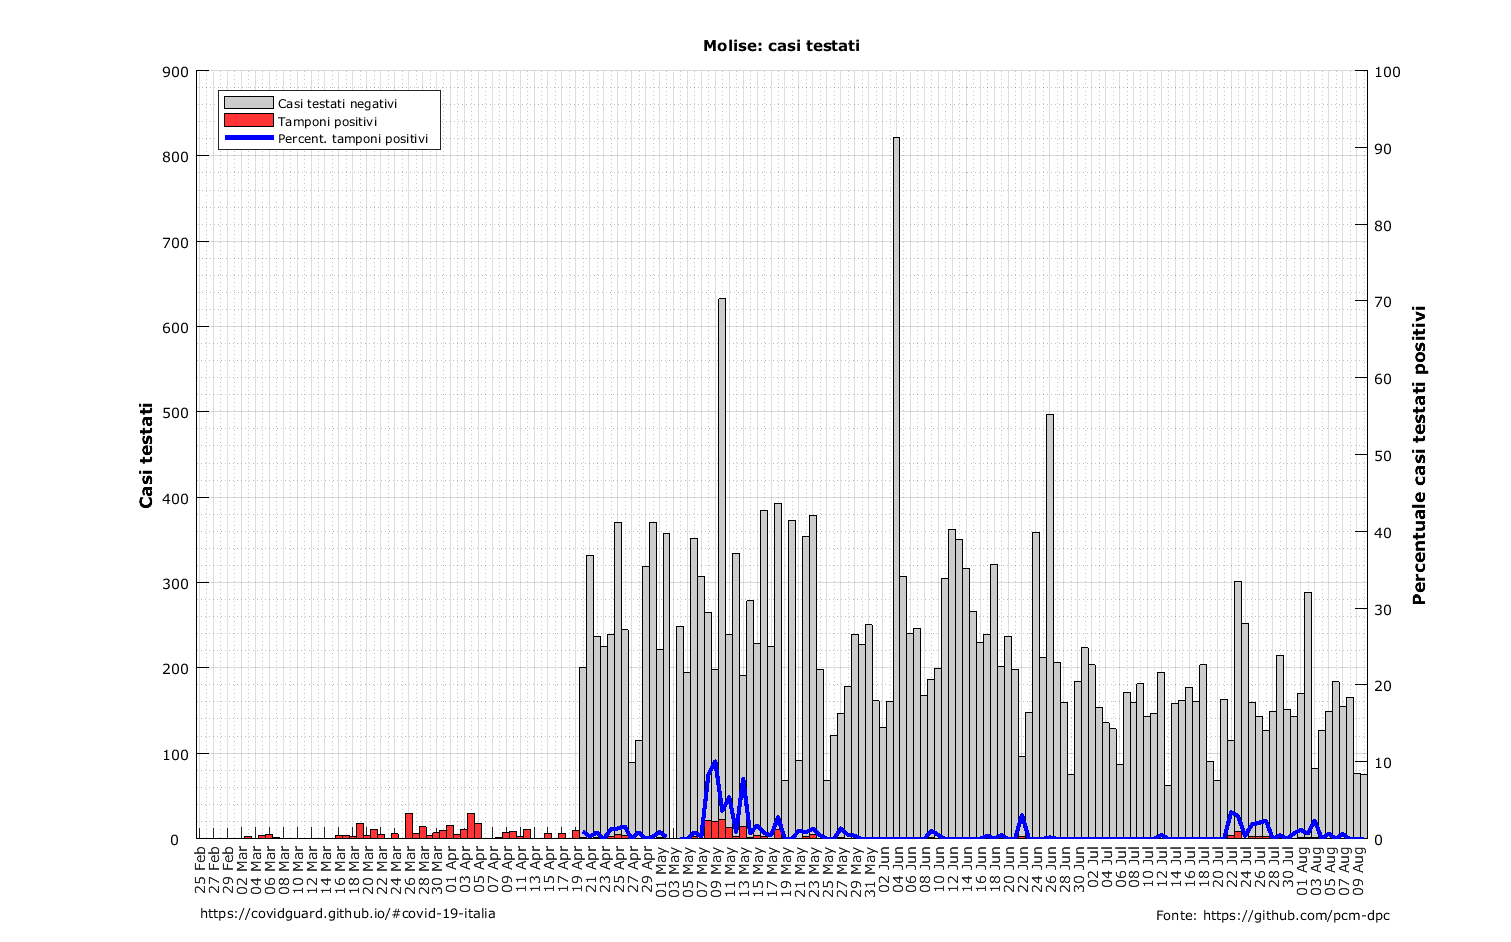 Molise: casi testati
Casi testati negativi
Tamponi positivi
Percent. tamponi positivi
Casi testati
900
800
700
600
500
400
300
200
100
0
100
90
80
70
60
50
40
30
20
10
0
Percentuale casi testati positivi
25 Feb
27 Feb
29 Feb
02 Mar
04 Mar
06 Mar
08 Mar
10 Mar
12 Mar
14 Mar
16 Mar
18 Mar
20 Mar
22 Mar
24 Mar
26 Mar
28 Mar
30 Mar
01 Apr
03 Apr
05 Apr
07 Apr
09 Apr
11 Apr
13 Apr
15 Apr
17 Apr
19 Apr
21 Apr
23 Apr
25 Apr
27 Apr
29 Apr
01 May
03 May
05 May
07 May
09 May
11 May
13 May
15 May
17 May
19 May
21 May
23 May
25 May
27 May
29 May
31 May
02 Jun
04 Jun
06 Jun
08 Jun
10 Jun
12 Jun
14 Jun
16 Jun
18 Jun
20 Jun
22 Jun
24 Jun
26 Jun
28 Jun
30 Jun
02 Jul
04 Jul
06 Jul
08 Jul
10 Jul
12 Jul
14 Jul
16 Jul
18 Jul
20 Jul
22 Jul
24 Jul
26 Jul
28 Jul
30 Jul
01 Aug
03 Aug
05 Aug
07 Aug
09 Aug
https://covidguard.github.io/#covid-19-italia
Fonte: https://github.com/pcm-dpc